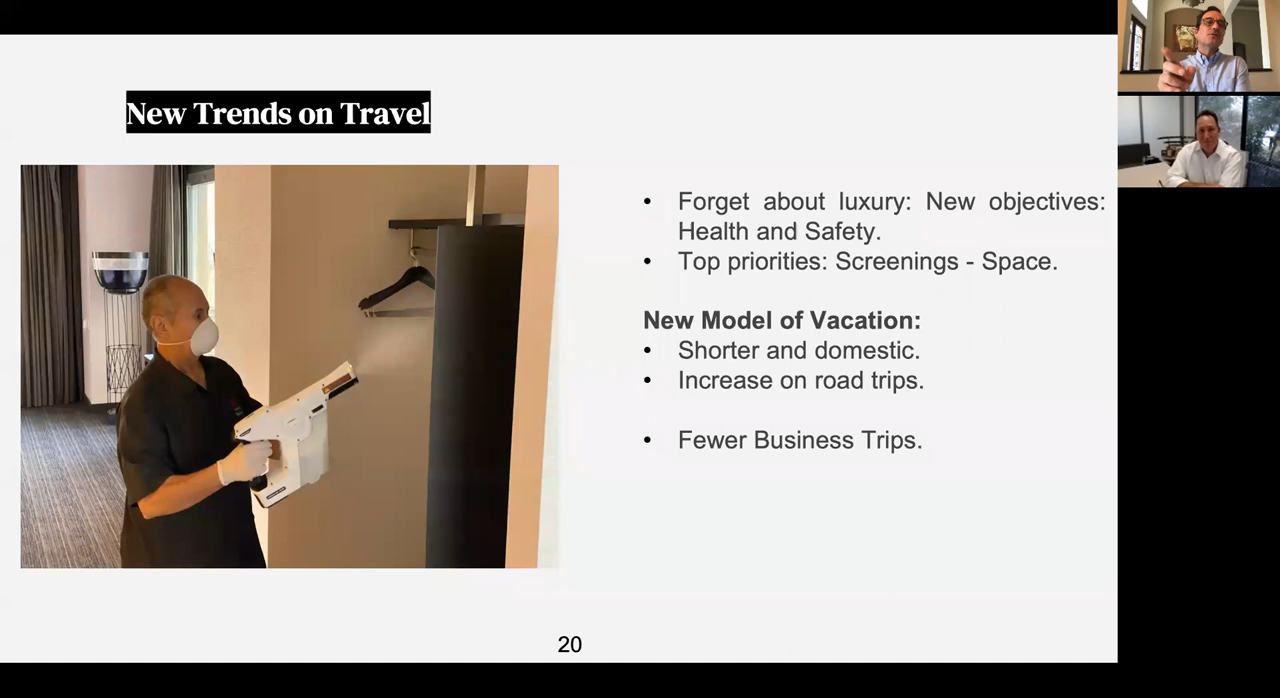 New Trends on Travel
• Forget about luxury: New objectives:
Health and Safety.
• Top priorities: Screenings - Space.
New Model of Vacation:
• Shorter and domestic.
• Increase on road trips.
• Fewer Business Trips.
20